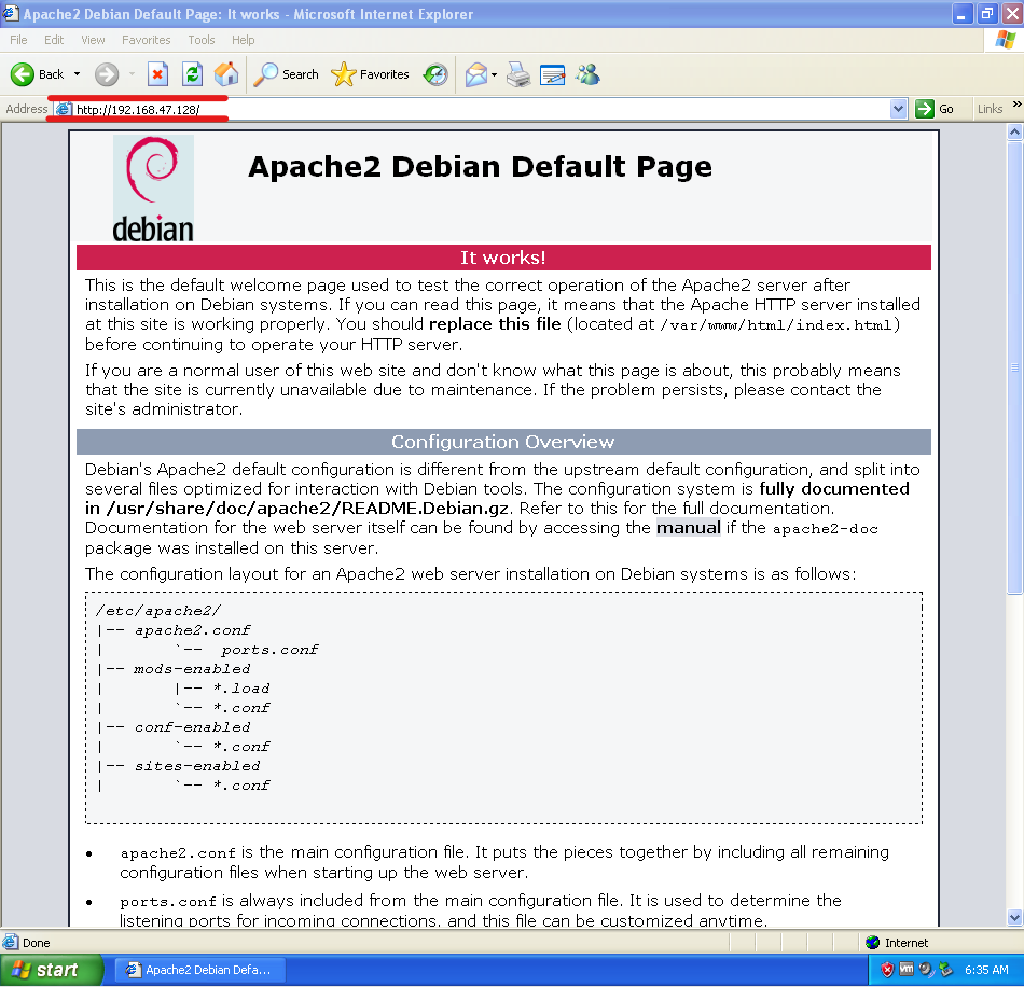 Apache2 Debian Default Page: It works - Microsoft Internet Explorer
File Edit View Favorites Tools Help
Back Search Favorites
Address http://192.168.47.128/ Go Links »
debian
Apache2 Debian Default Page
It works!
This is the default welcome page used to test the correct operation of the Apache2 server after
installation on Debian systems. If you can read this page, it means that the Apache HTTP server installed
at this site is working properly. You should replace this file (located at /var/www/html/index.html)
before continuing to operate your HTTP server.
If you are a normal user of this web site and don't know what this page is about, this probably means
that the site is currently unavailable due to maintenance. If the problem persists, please contact the
site's administrator.
Configuration Overview
Debian's Apache2 default configuration is different from the upstream default configuration, and split into
several files optimized for interaction with Debian tools. The configuration system is fully documented
in /usr/share/doc/apache2/README.Debian.gz. Refer to this for the full documentation.
Documentation for the web server itself can be found by accessing the manual if the apache2-doc
package was installed on this server.
The configuration layout for an Apache2 web server installation on Debian systems is as follows:
/etc/apache2/
|-- apache2.conf
|       `--  ports.conf
|-- mods-enabled
|       |-- *.load
|       `-- *.conf
|-- conf-enabled
|       `-- *.conf
|-- sites-enabled
|       `-- *.conf
• apache2.conf is the main configuration file. It puts the pieces together by including all remaining
configuration files when starting up the web server.
• ports.conf is always included from the main configuration file. It is used to determine the
listening ports for incoming connections, and this file can be customized anytime.
Done Internet
start Apache2 Debian Defa... 6:35 AM